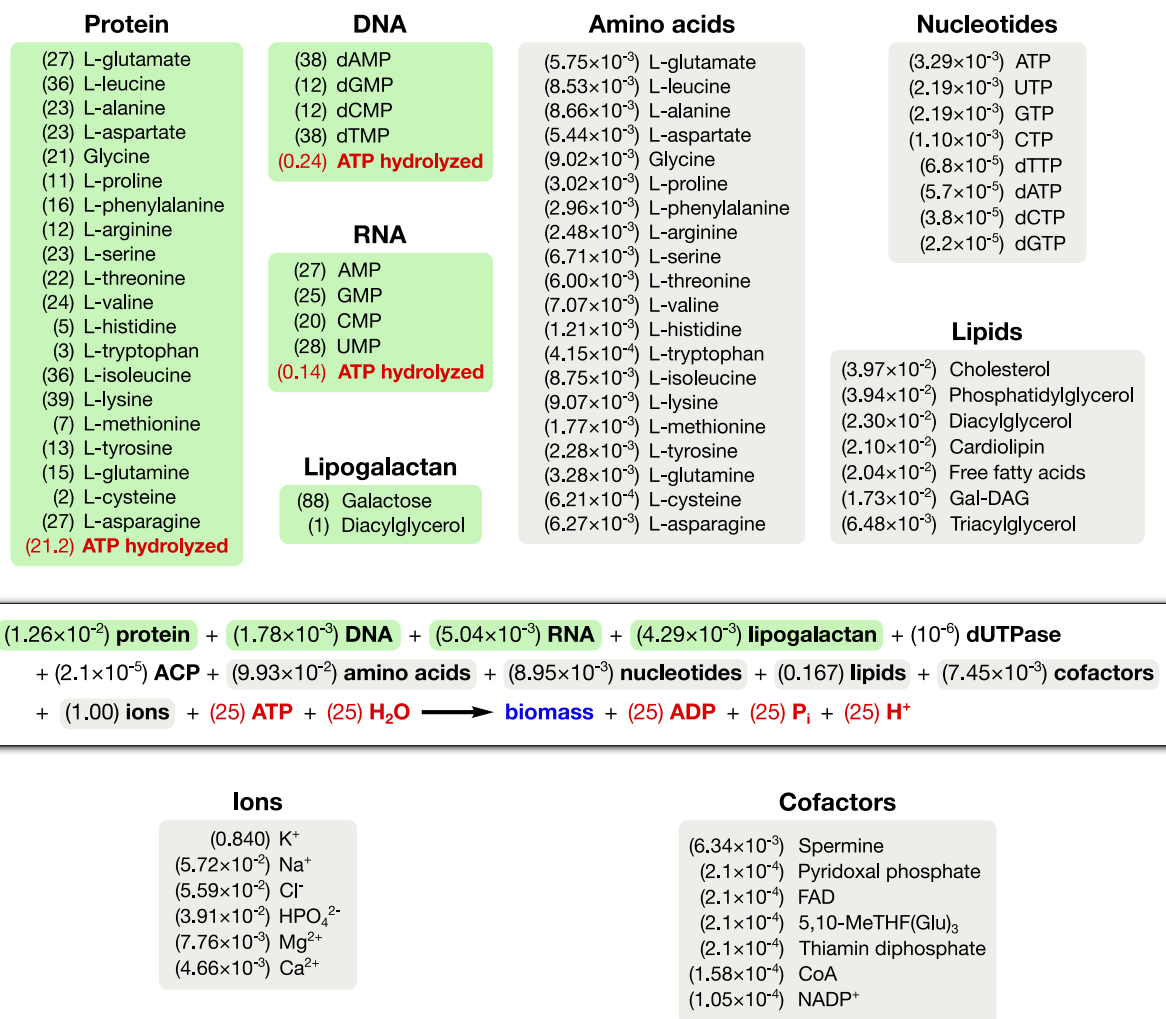 Protein
(27) L-glutamate
(36) L-leucine
(23) L-alanine
(23) L-aspartate
(21) Glycine
(11) L-proline
(16) L-phenylalanine
(12) L-arginine
(23) L-serine
(22) L-threonine
(24) L-valine
(5) L-histidine
(3) L-tryptophan
(36) L-isoleucine
(39) L-lysine
(7) L-methionine
(13) L-tyrosine
(15) L-glutamine
(2) L-cysteine
(27) L-asparagine
(21.2) ATP hydrolyzed
DNA
(38) dAMP
(12) dGMP
(12) dCMP
(38) dTMP
(0.24) ATP hydrolyzed
RNA
(27) AMP
(25) GMP
(20) CMP
(28) UMP
(0.14) ATP hydrolyzed
Lipogalactan
(88) Galactose
(1) Diacylglycerol
Amino acids
(5.75×10⁻³) L-glutamate
(8.53×10⁻³) L-leucine
(8.66×10⁻³) L-alanine
(5.44×10⁻³) L-aspartate
(9.02×10⁻³) Glycine
(3.02×10⁻³) L-proline
(2.96×10⁻³) L-phenylalanine
(2.48×10⁻³) L-arginine
(6.71×10⁻³) L-serine
(6.00×10⁻³) L-threonine
(7.07×10⁻³) L-valine
(1.21×10⁻³) L-histidine
(4.15×10⁻⁴) L-tryptophan
(8.75×10⁻³) L-isoleucine
(9.07×10⁻³) L-lysine
(1.77×10⁻³) L-methionine
(2.28×10⁻³) L-tyrosine
(3.28×10⁻³) L-glutamine
(6.21×10⁻⁴) L-cysteine
(6.27×10⁻³) L-asparagine
Nucleotides
(3.29×10⁻³) ATP
(2.19×10⁻³) UTP
(2.19×10⁻³) GTP
(1.10×10⁻³) CTP
(6.8×10⁻⁵) dTTP
(5.7×10⁻⁵) dATP
(3.8×10⁻⁵) dCTP
(2.2×10⁻⁵) dGTP
Lipids
(3.97×10⁻²) Cholesterol
(3.94×10⁻²) Phosphatidylglycerol
(2.30×10⁻²) Diacylglycerol
(2.10×10⁻²) Cardiolipin
(2.04×10⁻²) Free fatty acids
(1.73×10⁻²) Gal-DAG
(6.48×10⁻³) Triacylglycerol
(1.26×10⁻²) protein + (1.78×10⁻³) DNA + (5.04×10⁻³) RNA + (4.29×10⁻³) lipogalactan + (10⁻⁶) dUTPase
+ (2.1×10⁻⁵) ACP + (9.93×10⁻²) amino acids + (8.95×10⁻³) nucleotides + (0.167) lipids + (7.45×10⁻³) cofactors
+ (1.00) ions + (25) ATP + (25) H₂O ⟶ biomass + (25) ADP + (25) Pᵢ + (25) H⁺
Ions
(0.840) K⁺
(5.72×10⁻²) Na⁺
(5.59×10⁻²) Cl⁻
(3.91×10⁻²) HPO₄²⁻
(7.76×10⁻³) Mg²⁺
(4.66×10⁻³) Ca²⁺
Cofactors
(6.34×10⁻³) Spermine
(2.1×10⁻⁴) Pyridoxal phosphate
(2.1×10⁻⁴) FAD
(2.1×10⁻⁴) 5,10-MeTHF(Glu)₃
(2.1×10⁻⁴) Thiamin diphosphate
(1.58×10⁻⁴) CoA
(1.05×10⁻⁴) NADP⁺